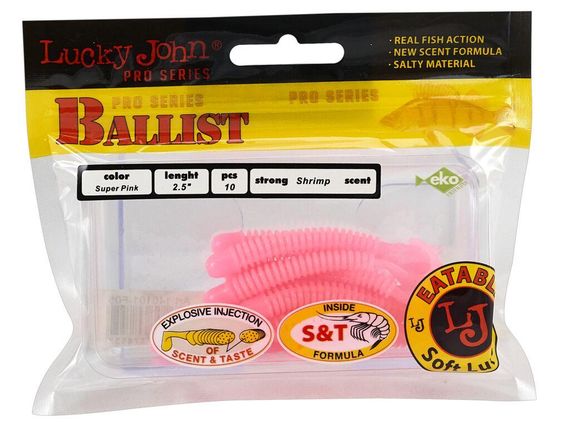 Lucky John®
PRO SERIES
• REAL FISH ACTION
• NEW SCENT FORMULA
• SALTY MATERIAL
PRO SERIES
PRO SERIES
BALLIST
color
Super Pink
lenght
2.5"
pcs
10
strong Shrimp scent
eko
EXPLOSIVE INJECTION
OF
SCENT & TASTE
INSIDE
S&T
FORMULA
EATABL
LJ
LJ
Soft Lu